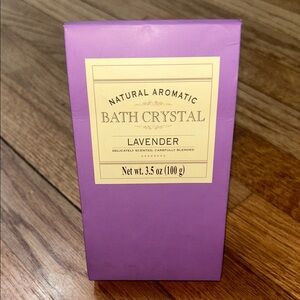 NATURAL AROMATIC
BATH CRYSTAL
LAVENDER
DELICATELY SCENTED, CAREFULLY BLENDED
Net wt. 3.5 oz (100 g)